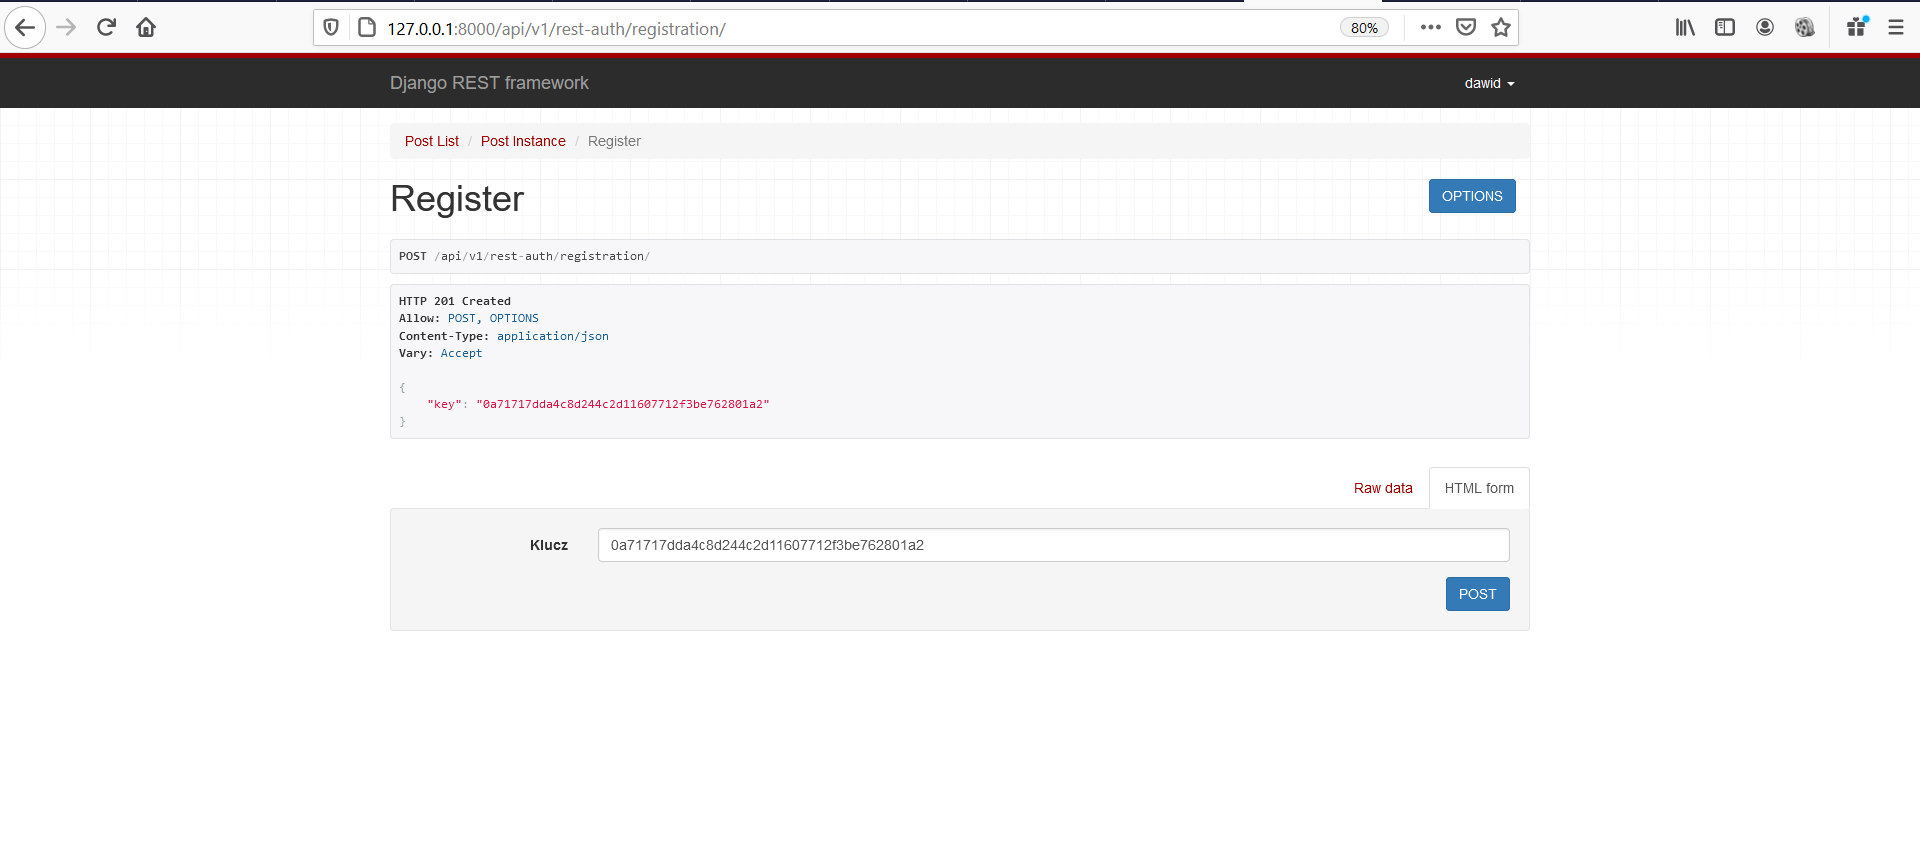 127.0.0.1:8000/api/v1/rest-auth/registration/
80%
Django REST framework
dawid
Post List / Post Instance / Register
Register
OPTIONS
POST /api/v1/rest-auth/registration/
HTTP 201 Created
Allow: POST, OPTIONS
Content-Type: application/json
Vary: Accept
{
"key": "0a71717dda4c8d244c2d11607712f3be762801a2"
}
Raw data
HTML form
Klucz
0a71717dda4c8d244c2d11607712f3be762801a2
POST